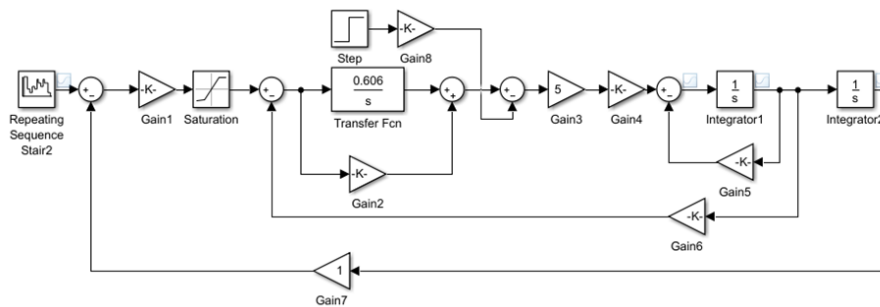 Step
-K-
Gain8
Repeating
Sequence
Stair2
-K-
Gain1
Saturation
0.606
s
Transfer Fcn
5
Gain3
-K-
Gain4
1
s
Integrator1
1
s
Integrator2
-K-
Gain2
-K-
Gain5
-K-
Gain6
1
Gain7